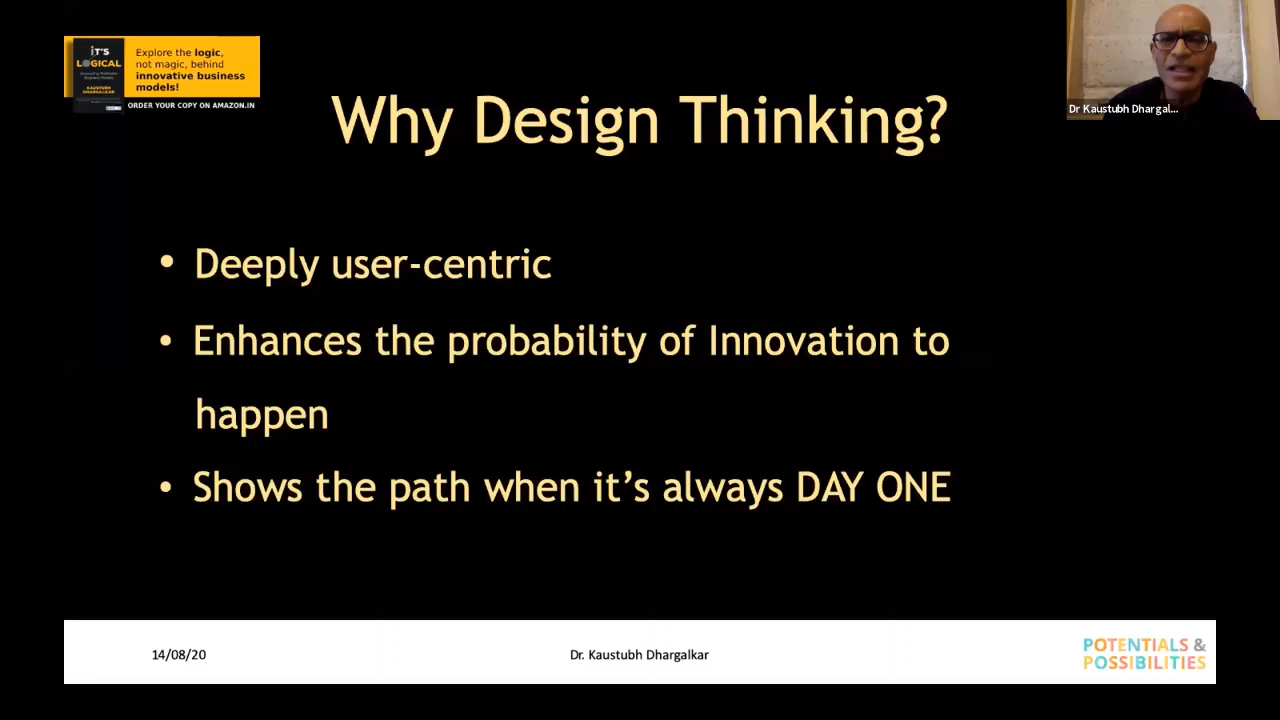 iT'S
LOGICAL
KAUSTUBH
DHARGALKAR
Explore the logic,
not magic, behind
innovative business
models!
ORDER YOUR COPY ON AMAZON.IN
Dr Kaustubh Dhargal...
Why Design Thinking?
• Deeply user-centric
• Enhances the probability of Innovation to
happen
• Shows the path when it’s always DAY ONE
14/08/20
Dr. Kaustubh Dhargalkar
POTENTIALS &
POSSIBILITIES